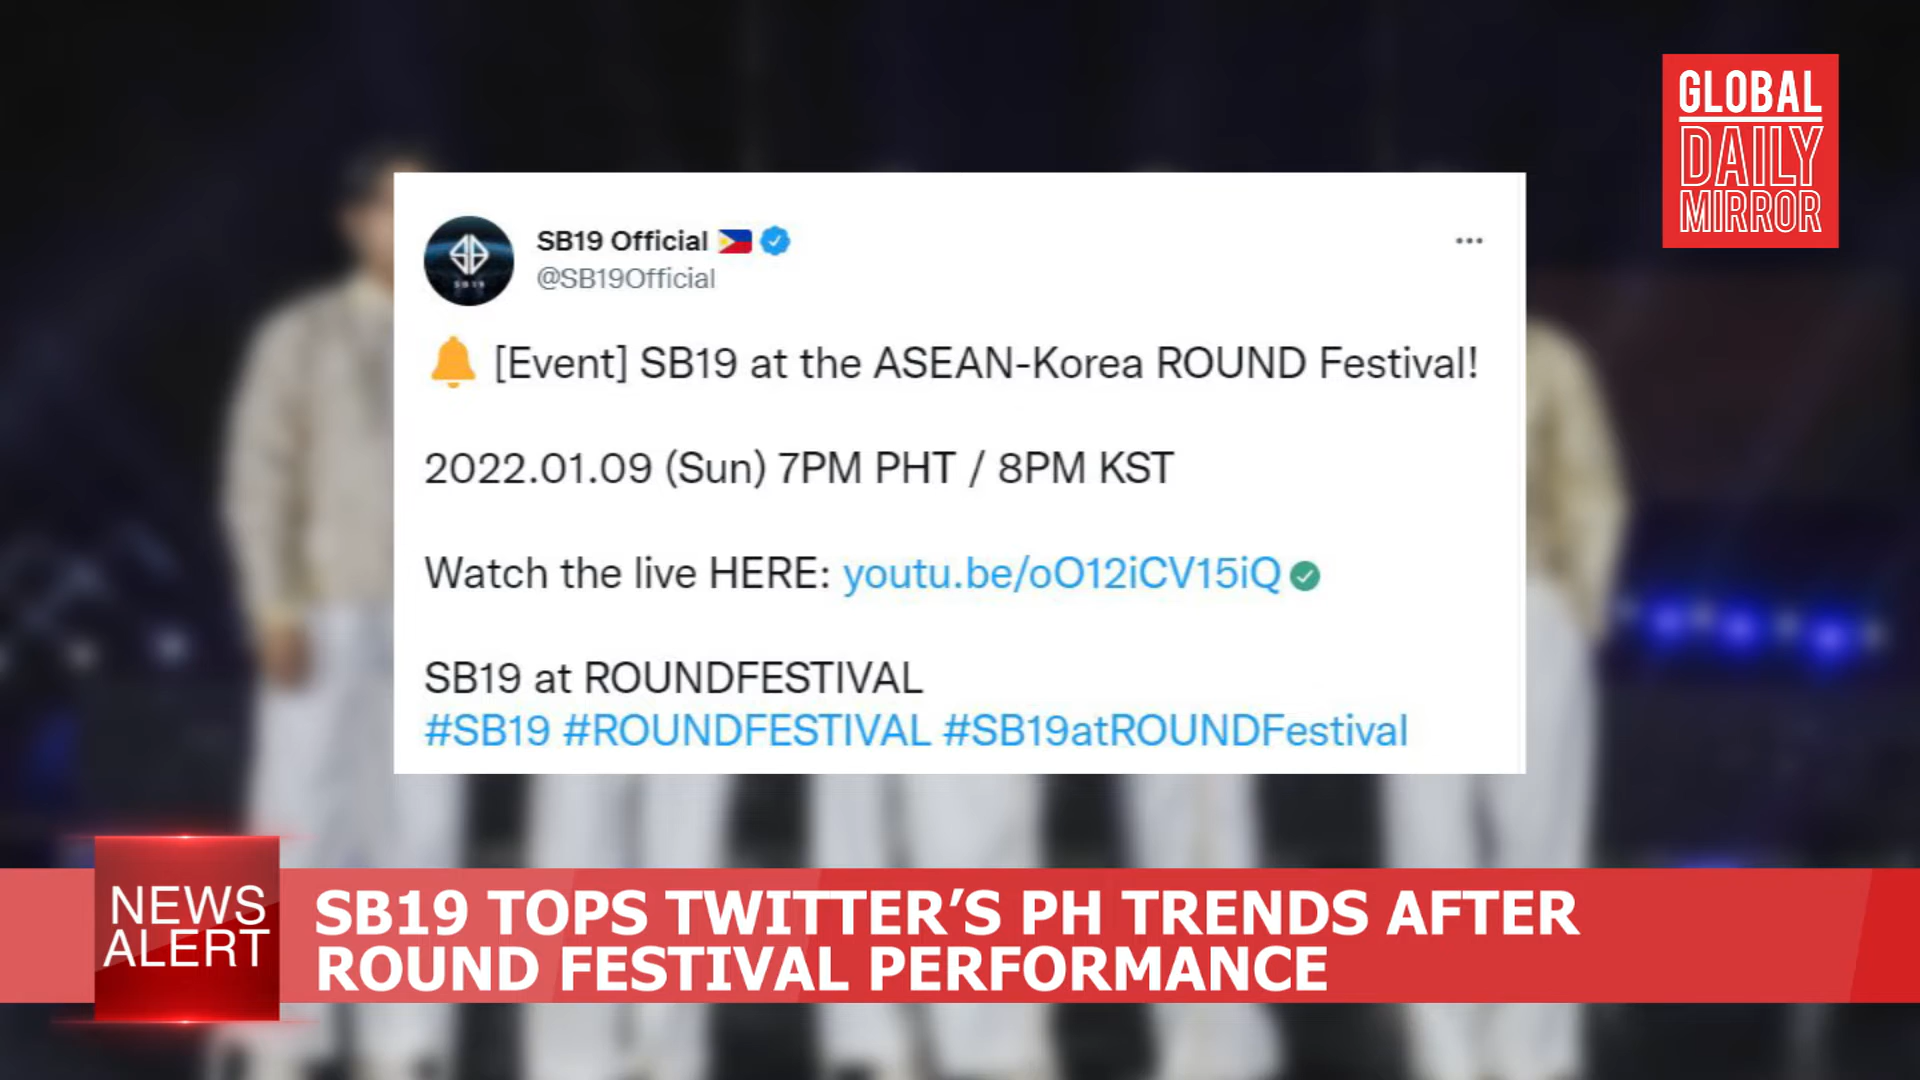 GLOBAL
DAILY
MIRROR
SB19 Official
@SB19Official
SB19
[Event] SB19 at the ASEAN-Korea ROUND Festival!
2022.01.09 (Sun) 7PM PHT / 8PM KST
Watch the live HERE: youtu.be/oO12iCV15iQ
SB19 at ROUNDFESTIVAL
#SB19 #ROUNDFESTIVAL #SB19atROUNDFestival
NEWS
ALERT
SB19 TOPS TWITTER’S PH TRENDS AFTER
ROUND FESTIVAL PERFORMANCE